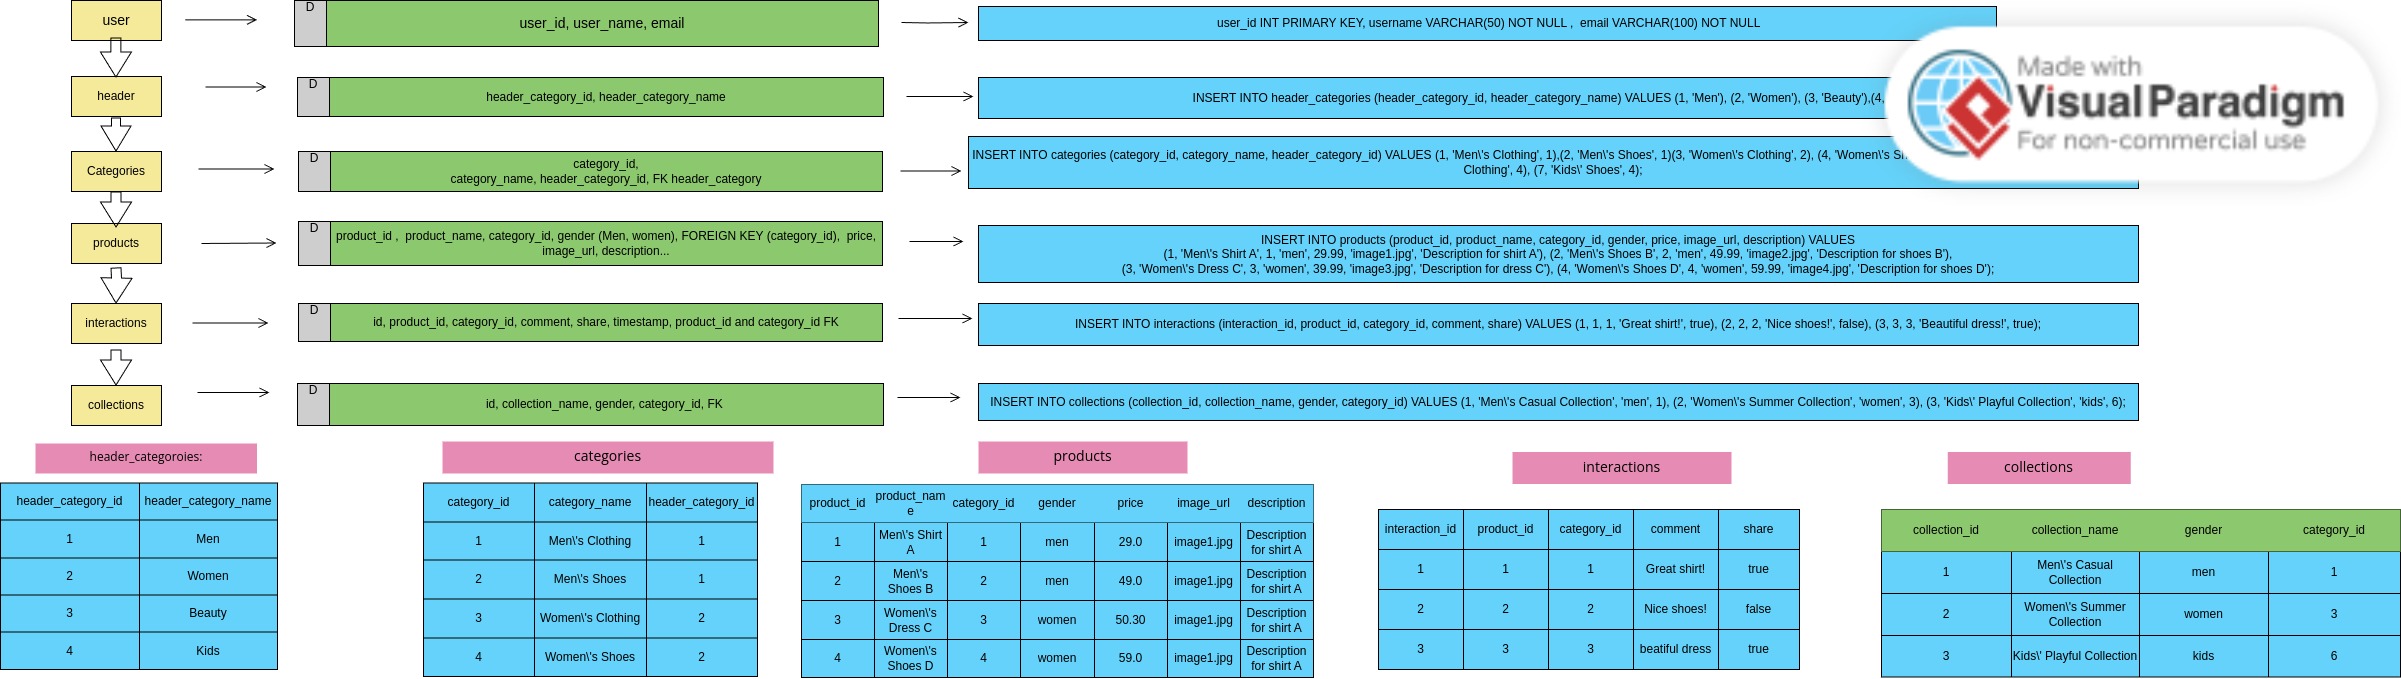 user
D
user_id, user_name, email
user_id INT PRIMARY KEY, username VARCHAR(50) NOT NULL ,  email VARCHAR(100) NOT NULL
Made with
Visual Paradigm
For non-commercial use
header
D
header_category_id, header_category_name
INSERT INTO header_categories (header_category_id, header_category_name) VALUES (1, 'Men'), (2, 'Women'), (3, 'Beauty'),(4,
Categories
D
category_id,
category_name, header_category_id, FK header_category
INSERT INTO categories (category_id, category_name, header_category_id) VALUES (1, 'Men\'s Clothing', 1),(2, 'Men\'s Shoes', 1)(3, 'Women\'s Clothing', 2), (4, 'Women\'s
Clothing', 4), (7, 'Kids\' Shoes', 4);
products
D
product_id ,  product_name, category_id, gender (Men, women), FOREIGN KEY (category_id),  price,
image_url, description...
INSERT INTO products (product_id, product_name, category_id, gender, price, image_url, description) VALUES
(1, 'Men\'s Shirt A', 1, 'men', 29.99, 'image1.jpg', 'Description for shirt A'), (2, 'Men\'s Shoes B', 2, 'men', 49.99, 'image2.jpg', 'Description for shoes B'),
(3, 'Women\'s Dress C', 3, 'women', 39.99, 'image3.jpg', 'Description for dress C'), (4, 'Women\'s Shoes D', 4, 'women', 59.99, 'image4.jpg', 'Description for shoes D');
interactions
D
id, product_id, category_id, comment, share, timestamp, product_id and category_id FK
INSERT INTO interactions (interaction_id, product_id, category_id, comment, share) VALUES (1, 1, 1, 'Great shirt!', true), (2, 2, 2, 'Nice shoes!', false), (3, 3, 3, 'Beautiful dress!', true);
collections
D
id, collection_name, gender, category_id, FK
INSERT INTO collections (collection_id, collection_name, gender, category_id) VALUES (1, 'Men\'s Casual Collection', 'men', 1), (2, 'Women\'s Summer Collection', 'women', 3), (3, 'Kids\' Playful Collection', 'kids', 6);
header_categoroies:
header_category_id header_category_name
1 Men
2 Women
3 Beauty
4 Kids
categories
category_id category_name header_category_id
1 Men\'s Clothing 1
2 Men\'s Shoes 1
3 Women\'s Clothing 2
4 Women\'s Shoes 2
products
product_id product_nam
e category_id gender price image_url description
1 Men\'s Shirt
A 1 men 29.0 image1.jpg Description
for shirt A
2 Men\'s
Shoes B 2 men 49.0 image1.jpg Description
for shirt A
3 Women\'s
Dress C 3 women 50.30 image1.jpg Description
for shirt A
4 Women\'s
Shoes D 4 women 59.0 image1.jpg Description
for shirt A
interactions
interaction_id product_id category_id comment share
1 1 1 Great shirt! true
2 2 2 Nice shoes! false
3 3 3 beatiful dress true
collections
collection_id collection_name gender category_id
1 Men\'s Casual
Collection men 1
2 Women\'s Summer
Collection women 3
3 Kids\' Playful Collection kids 6